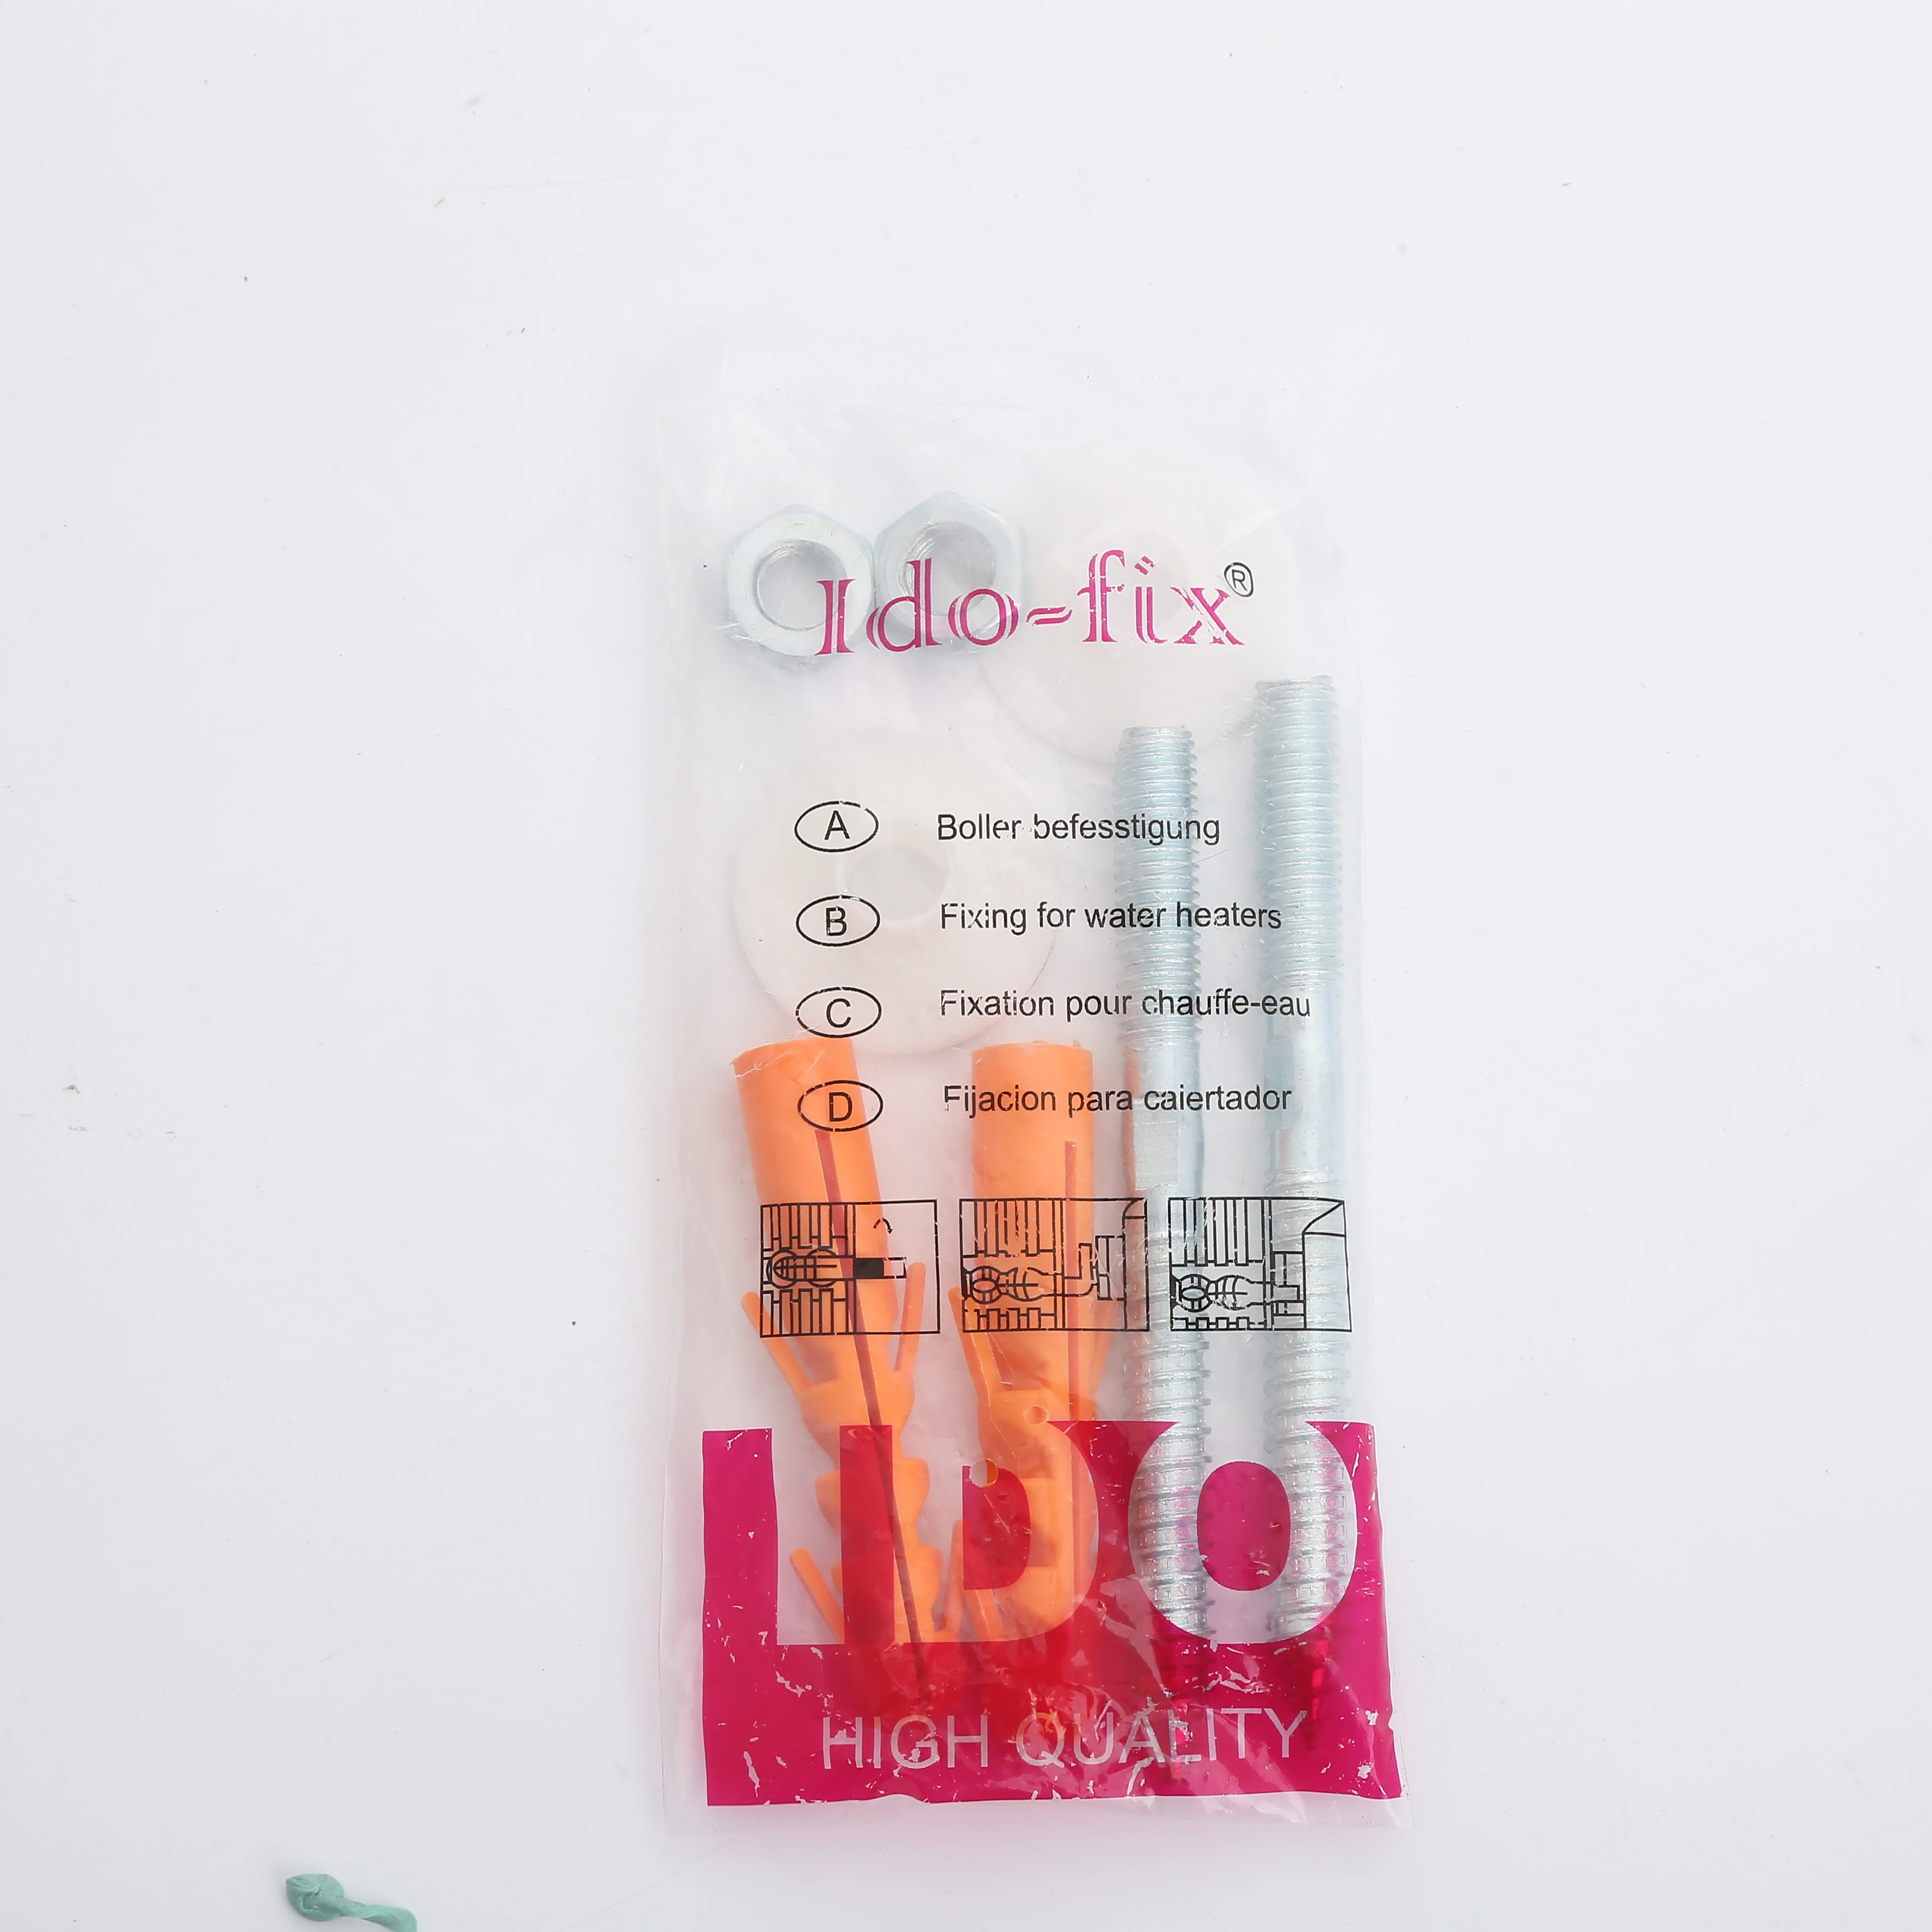 Ido-fix®
A Boller befesstigung
B Fixing for water heaters
C Fixation pour chauffe-eau
D Fijacion para caiertador
IDO
HIGH QUALITY